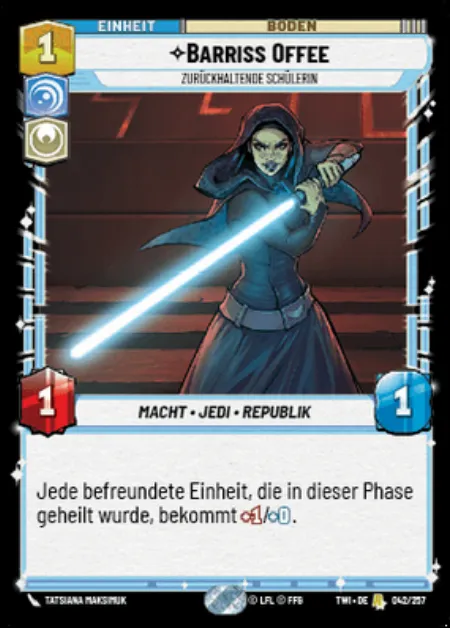 EINHEIT
BODEN
1
BARRISS OFFEE
ZURÜCKHALTENDE SCHÜLERIN
1
1
MACHT • JEDI • REPUBLIK
Jede befreundete Einheit, die in dieser Phase
geheilt wurde, bekommt +1/+0.
TATSIANA MAKSIMUK
© LFL © FFG
TWI • DE
042/257